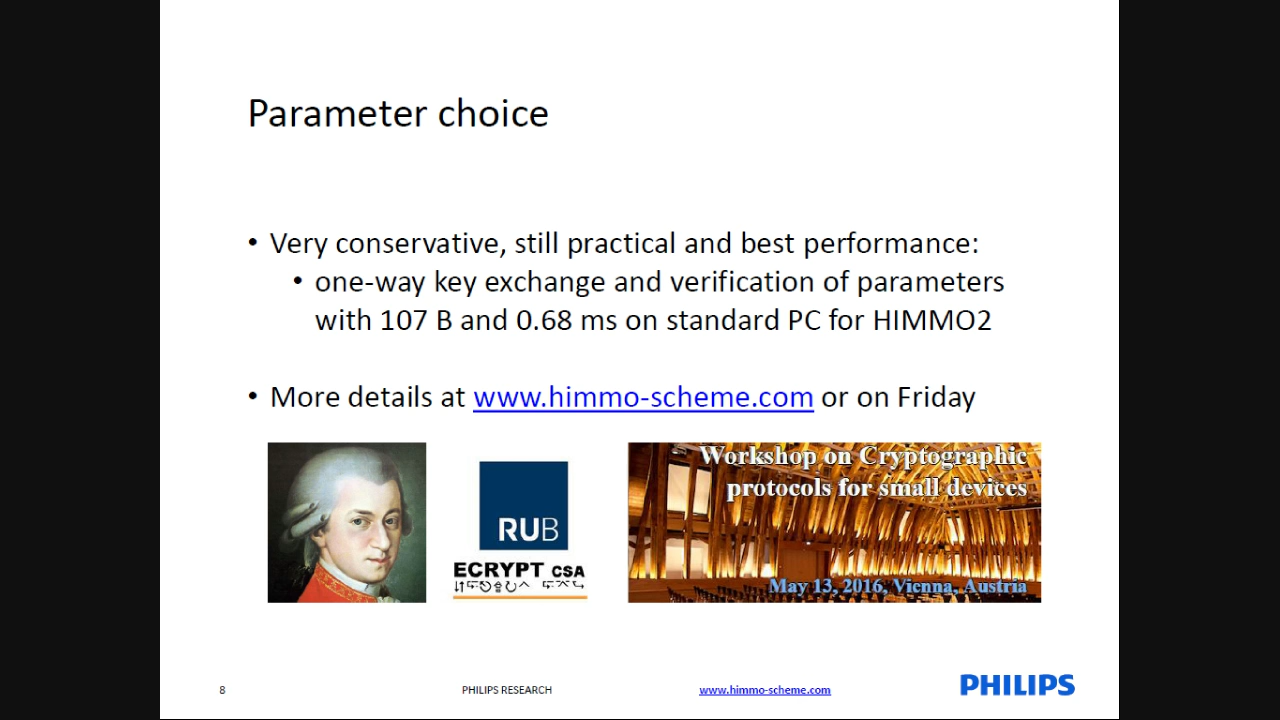 Parameter choice
• Very conservative, still practical and best performance:
• one-way key exchange and verification of parameters
with 107 B and 0.68 ms on standard PC for HIMMO2
• More details at www.himmo-scheme.com or on Friday
Workshop on Cryptographic
protocols for small devices
RUB
ECRYPT CSA
May 13, 2016, Vienna, Austria
8
PHILIPS RESEARCH
www.himmo-scheme.com
PHILIPS